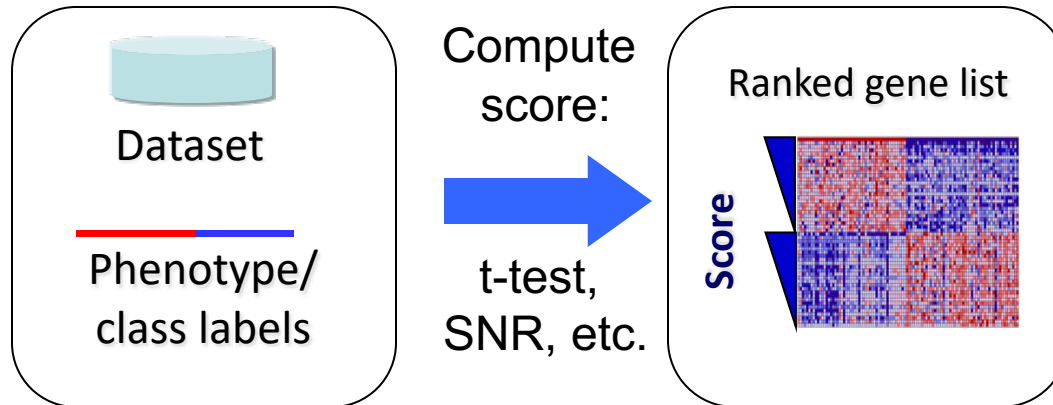 Dataset
Phenotype/
class labels
Compute
score:
t-test,
SNR, etc.
Ranked gene list
Score